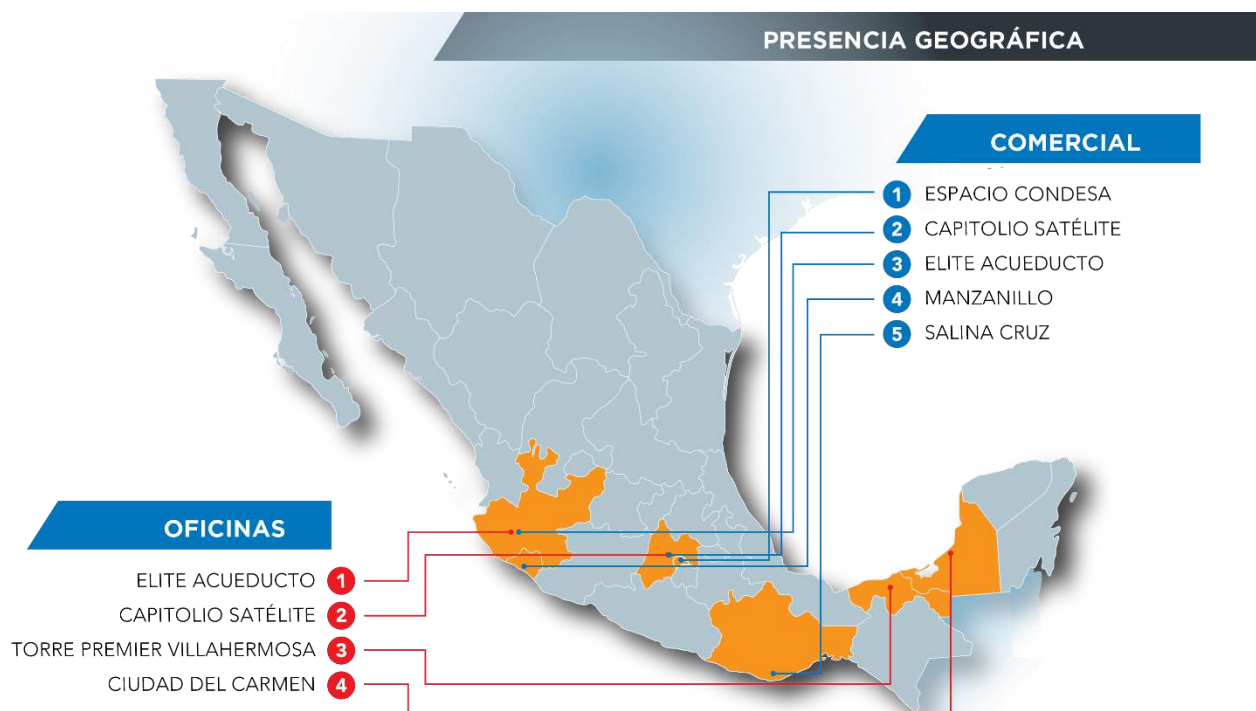 PRESENCIA GEOGRÁFICA
COMERCIAL
1 ESPACIO CONDESA
2 CAPITOLIO SATÉLITE
3 ELITE ACUEDUCTO
4 MANZANILLO
5 SALINA CRUZ
OFICINAS
ELITE ACUEDUCTO 1
CAPITOLIO SATÉLITE 2
TORRE PREMIER VILLAHERMOSA 3
CIUDAD DEL CARMEN 4